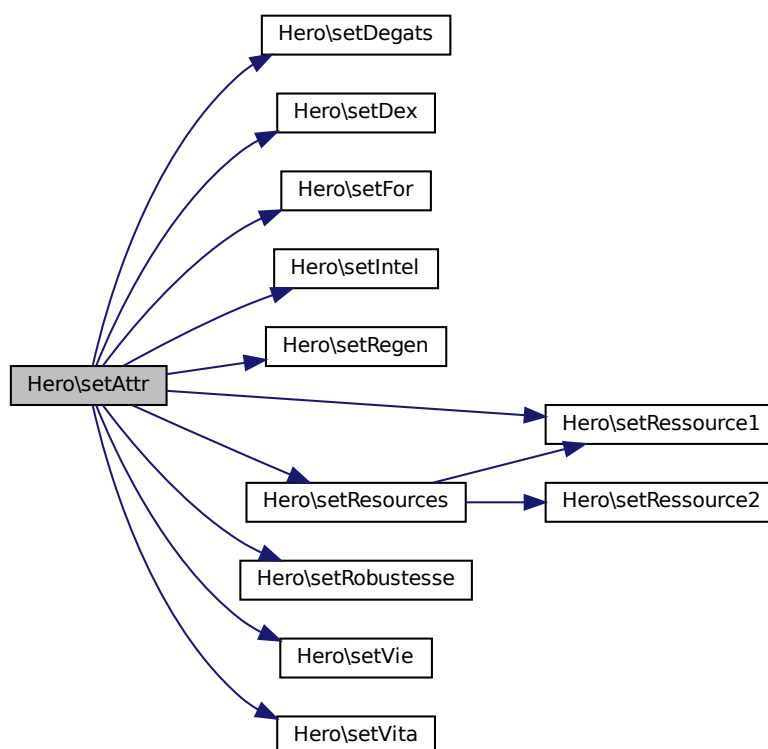 Hero\setDegats
Hero\setDex
Hero\setFor
Hero\setIntel
Hero\setRegen
Hero\setAttr
Hero\setRessource1
Hero\setResources
Hero\setRessource2
Hero\setRobustesse
Hero\setVie
Hero\setVita